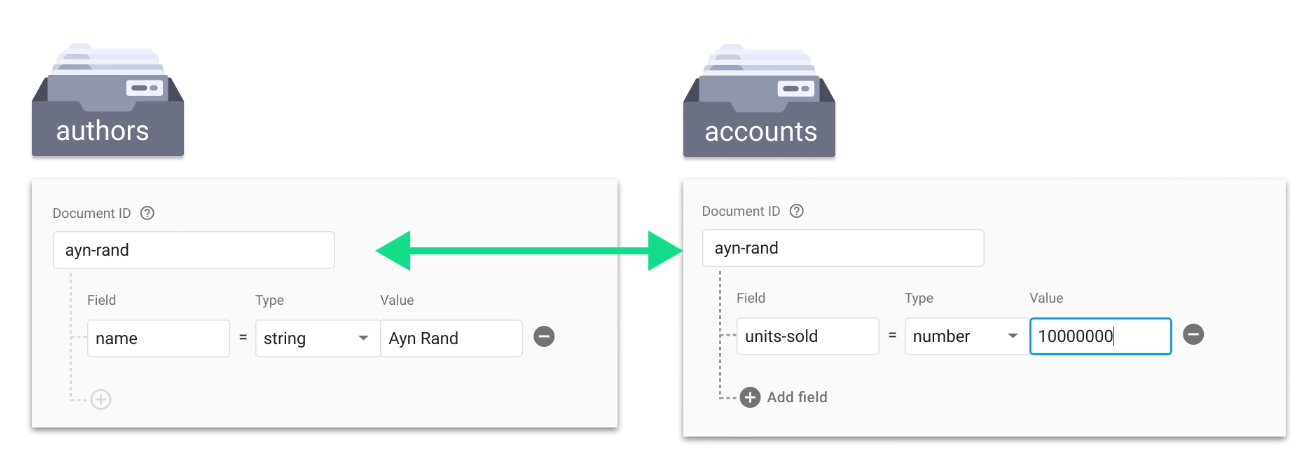 authors
accounts
Document ID
ayn-rand
Field Type Value
name = string Ayn Rand
Document ID
ayn-rand
Field Type Value
units-sold = number 10000000
Add field